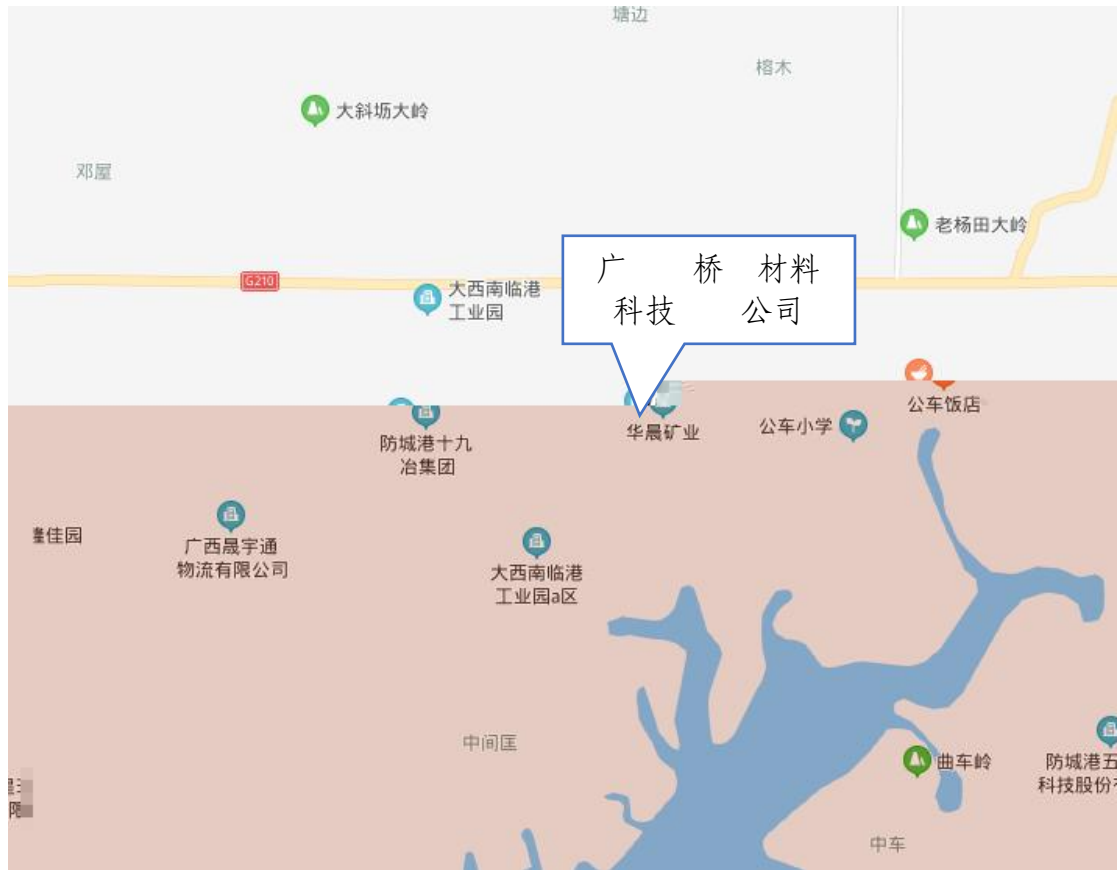 塘边
榕木
大斜坜大岭
邓屋
老杨田大岭
广 桥 材料
科技 公司
G210
大西南临港
工业园
公车饭店
华晨矿业
公车小学
防城港十九
冶集团
佳园
广西晟宇通
物流有限公司
大西南临港
工业园a区
中间匡
曲车岭
防城港五
科技股份
中车